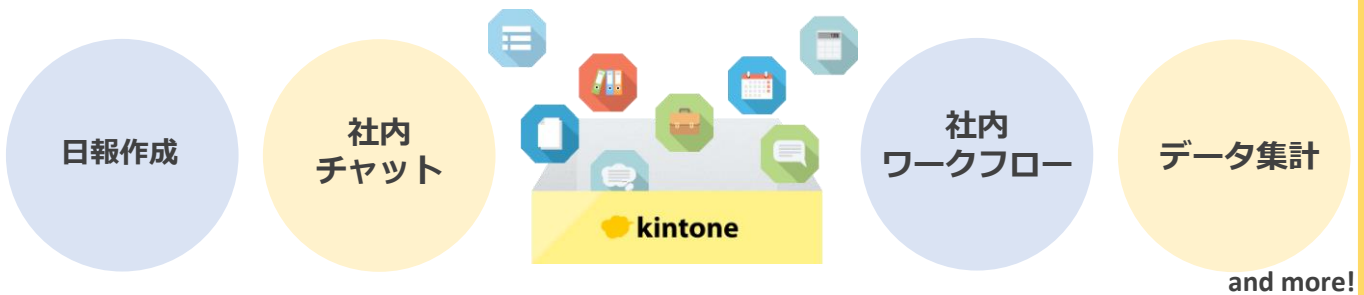 日報作成
社内
チャット
kintone
社内
ワークフロー
データ集計
and more!